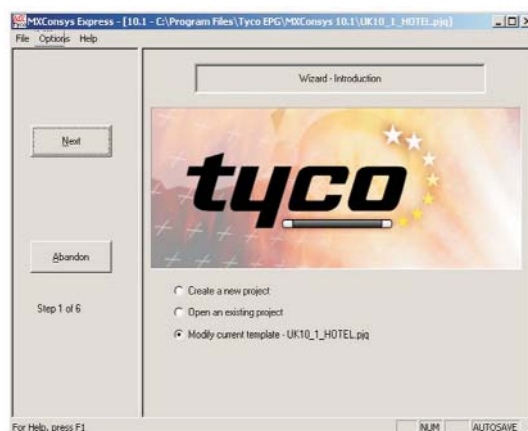 MXConsys Express - [10.1 - C:\Program Files\Tyco EPG\MXConsys 10.1\UK10_1_HOTEL.pjq]
File Options Help
Wizard - Introduction
Next
tyco
Abandon
Step 1 of 6
Create a new project
Open an existing project
Modify current template - UK10_1_HOTEL.pjq
For Help, press F1
NUM
AUTOSAVE